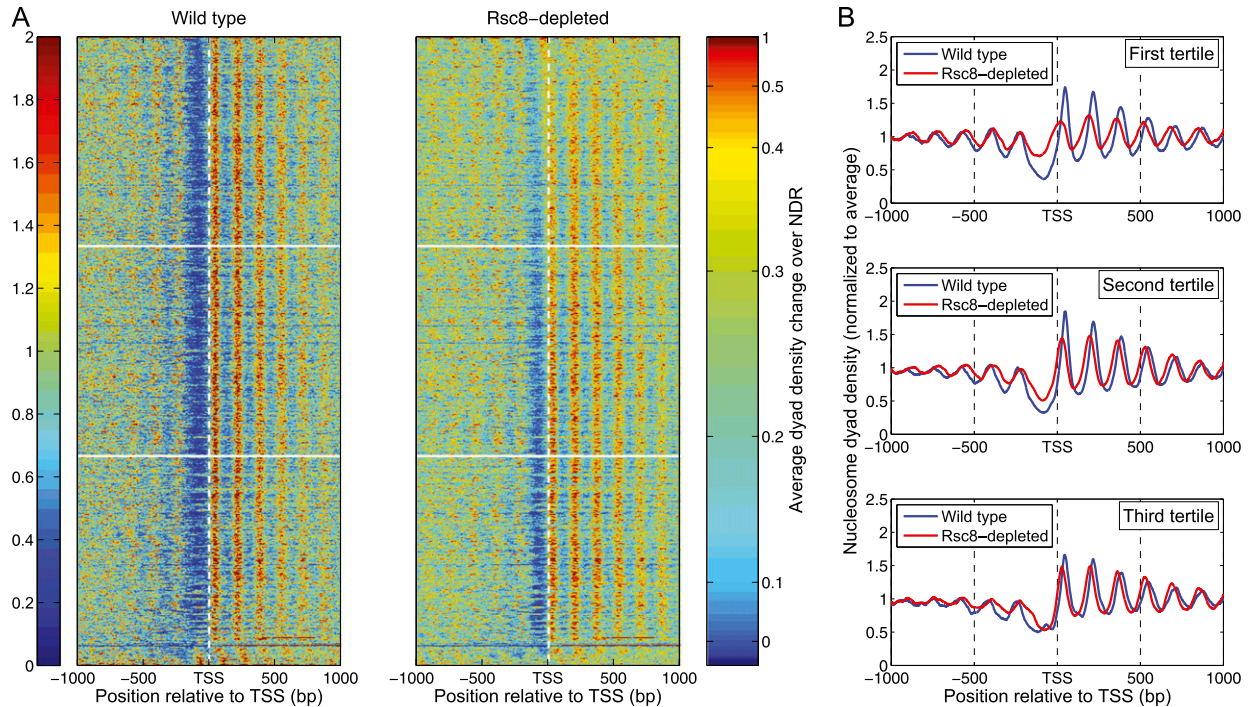 A
Wild type
Rsc8−depleted
2
1.8
1.6
1.4
1.2
1
0.8
0.6
0.4
0.2
0
−1000
−500
TSS
500
1000
Position relative to TSS (bp)
−1000
−500
TSS
500
1000
Position relative to TSS (bp)
1
0.5
0.4
0.3
0.2
0.1
0
Average dyad density change over NDR
B
Nucleosome dyad density (normalized to average)
2.5
2
1.5
1
0.5
0
Wild type
Rsc8−depleted
First tertile
−1000
−500
TSS
500
1000
2.5
2
1.5
1
0.5
0
Wild type
Rsc8−depleted
Second tertile
−1000
−500
TSS
500
1000
2.5
2
1.5
1
0.5
0
Wild type
Rsc8−depleted
Third tertile
−1000
−500
TSS
500
1000
Position relative to TSS (bp)